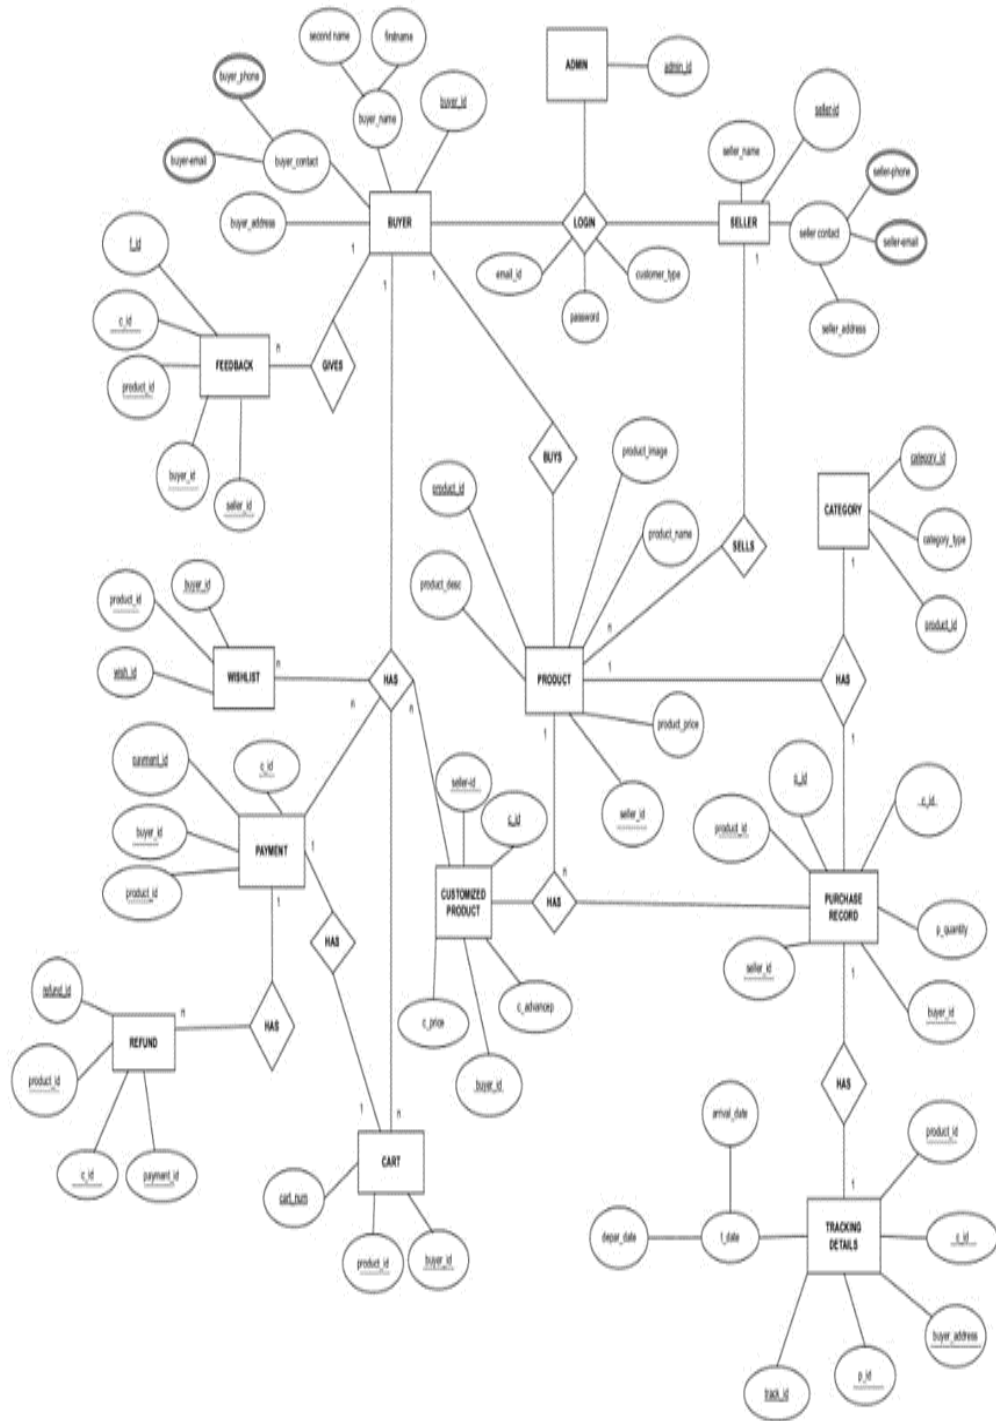 second name
firstname
ADMIN
admin_id
buyer_phone
buyer_id
seller-id
buyer_name
seller_name
buyer-email
buyer_contact
seller-phone
buyer_address
BUYER
LOGIN
SELLER
seller contact
seller-email
f_id
1
1
1
1
email_id
customer_type
password
seller_address
c_id
FEEDBACK
n
GIVES
product_id
buyer_id
seller_id
BUYS
product_image
product_id
category_id
CATEGORY
product_name
category_type
SELLS
product_desc
1
buyer_id
product_id
product_id
n
wish_id
WISHLIST
n
HAS
PRODUCT
1
HAS
n
n
product_price
1
1
payment_id
c_id
seller-id
p_id
c_id
seller_id
c_id
product_id
buyer_id
PAYMENT
1
n
product_id
CUSTOMIZED
PRODUCT
HAS
PURCHASE
RECORD
1
p_quantity
HAS
seller_id
1
refund_id
c_price
c_advancep
buyer_id
n
HAS
REFUND
product_id
buyer_id
HAS
1
n
arrival_date
product_id
CART
c_id
payment_id
cart_num
1
depar_date
t_date
TRACKING
DETAILS
c_id
product_id
buyer_id
buyer_address
track_id
p_id